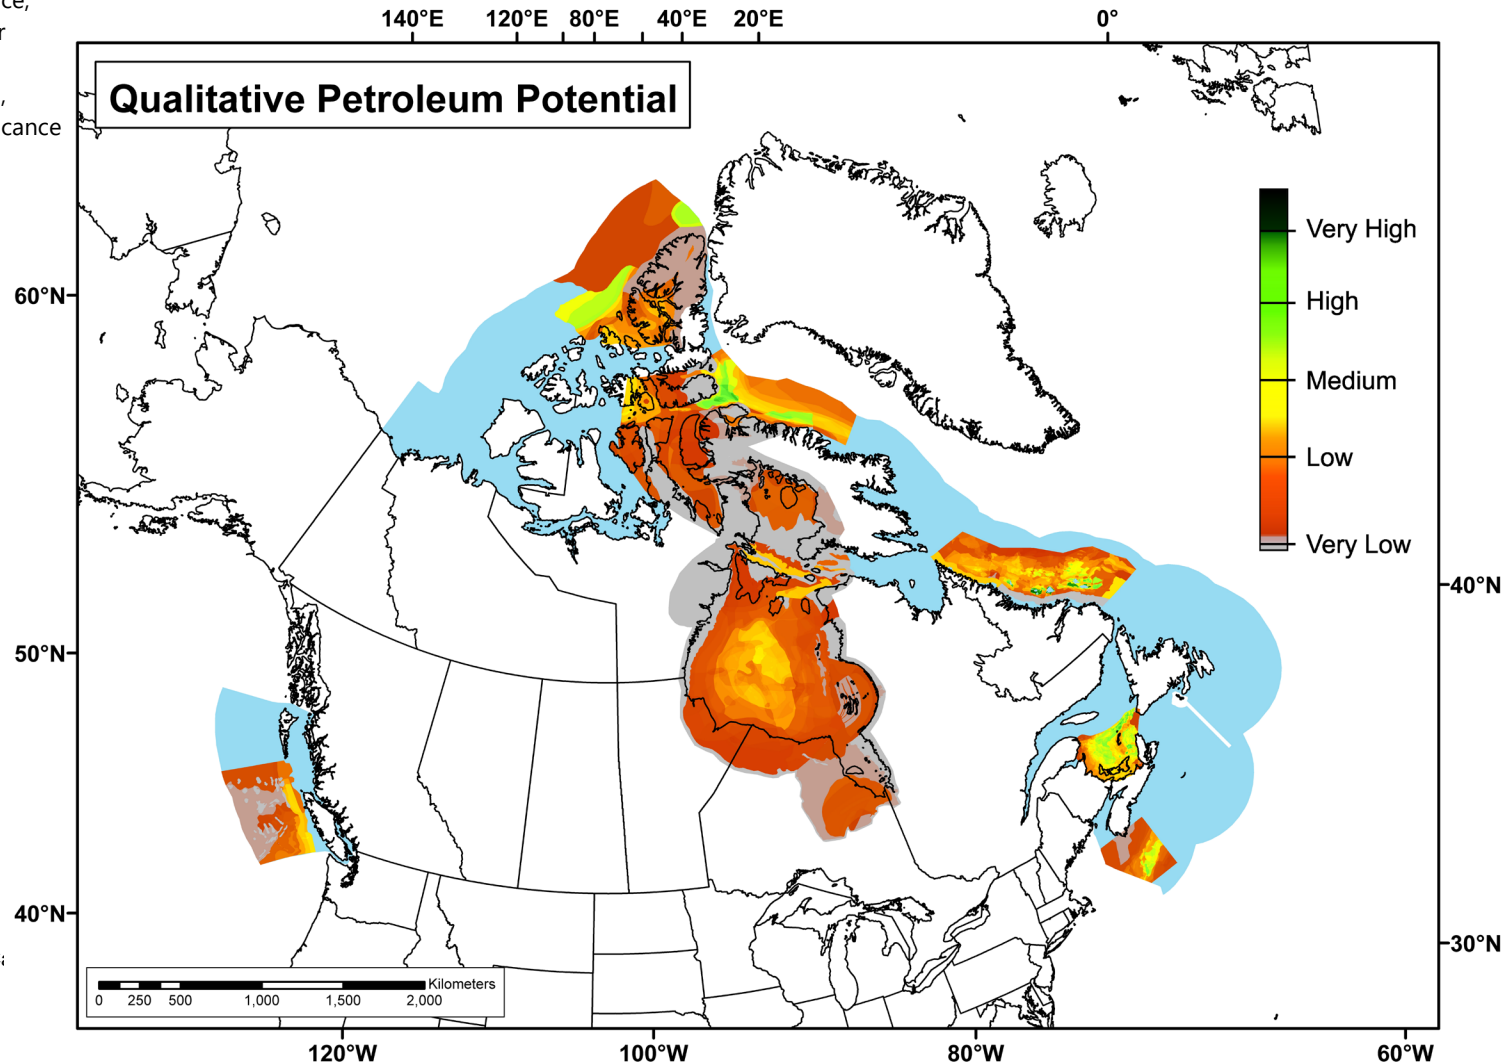 ce,
r
,
cance
140°E 120°E 80°E 40°E 20°E 0°
Qualitative Petroleum Potential
Very High
High
Medium
Low
Very Low
60°N
50°N
40°N
40°N
30°N
Kilometers
0 250 500 1,000 1,500 2,000
120°W 100°W 80°W 60°W